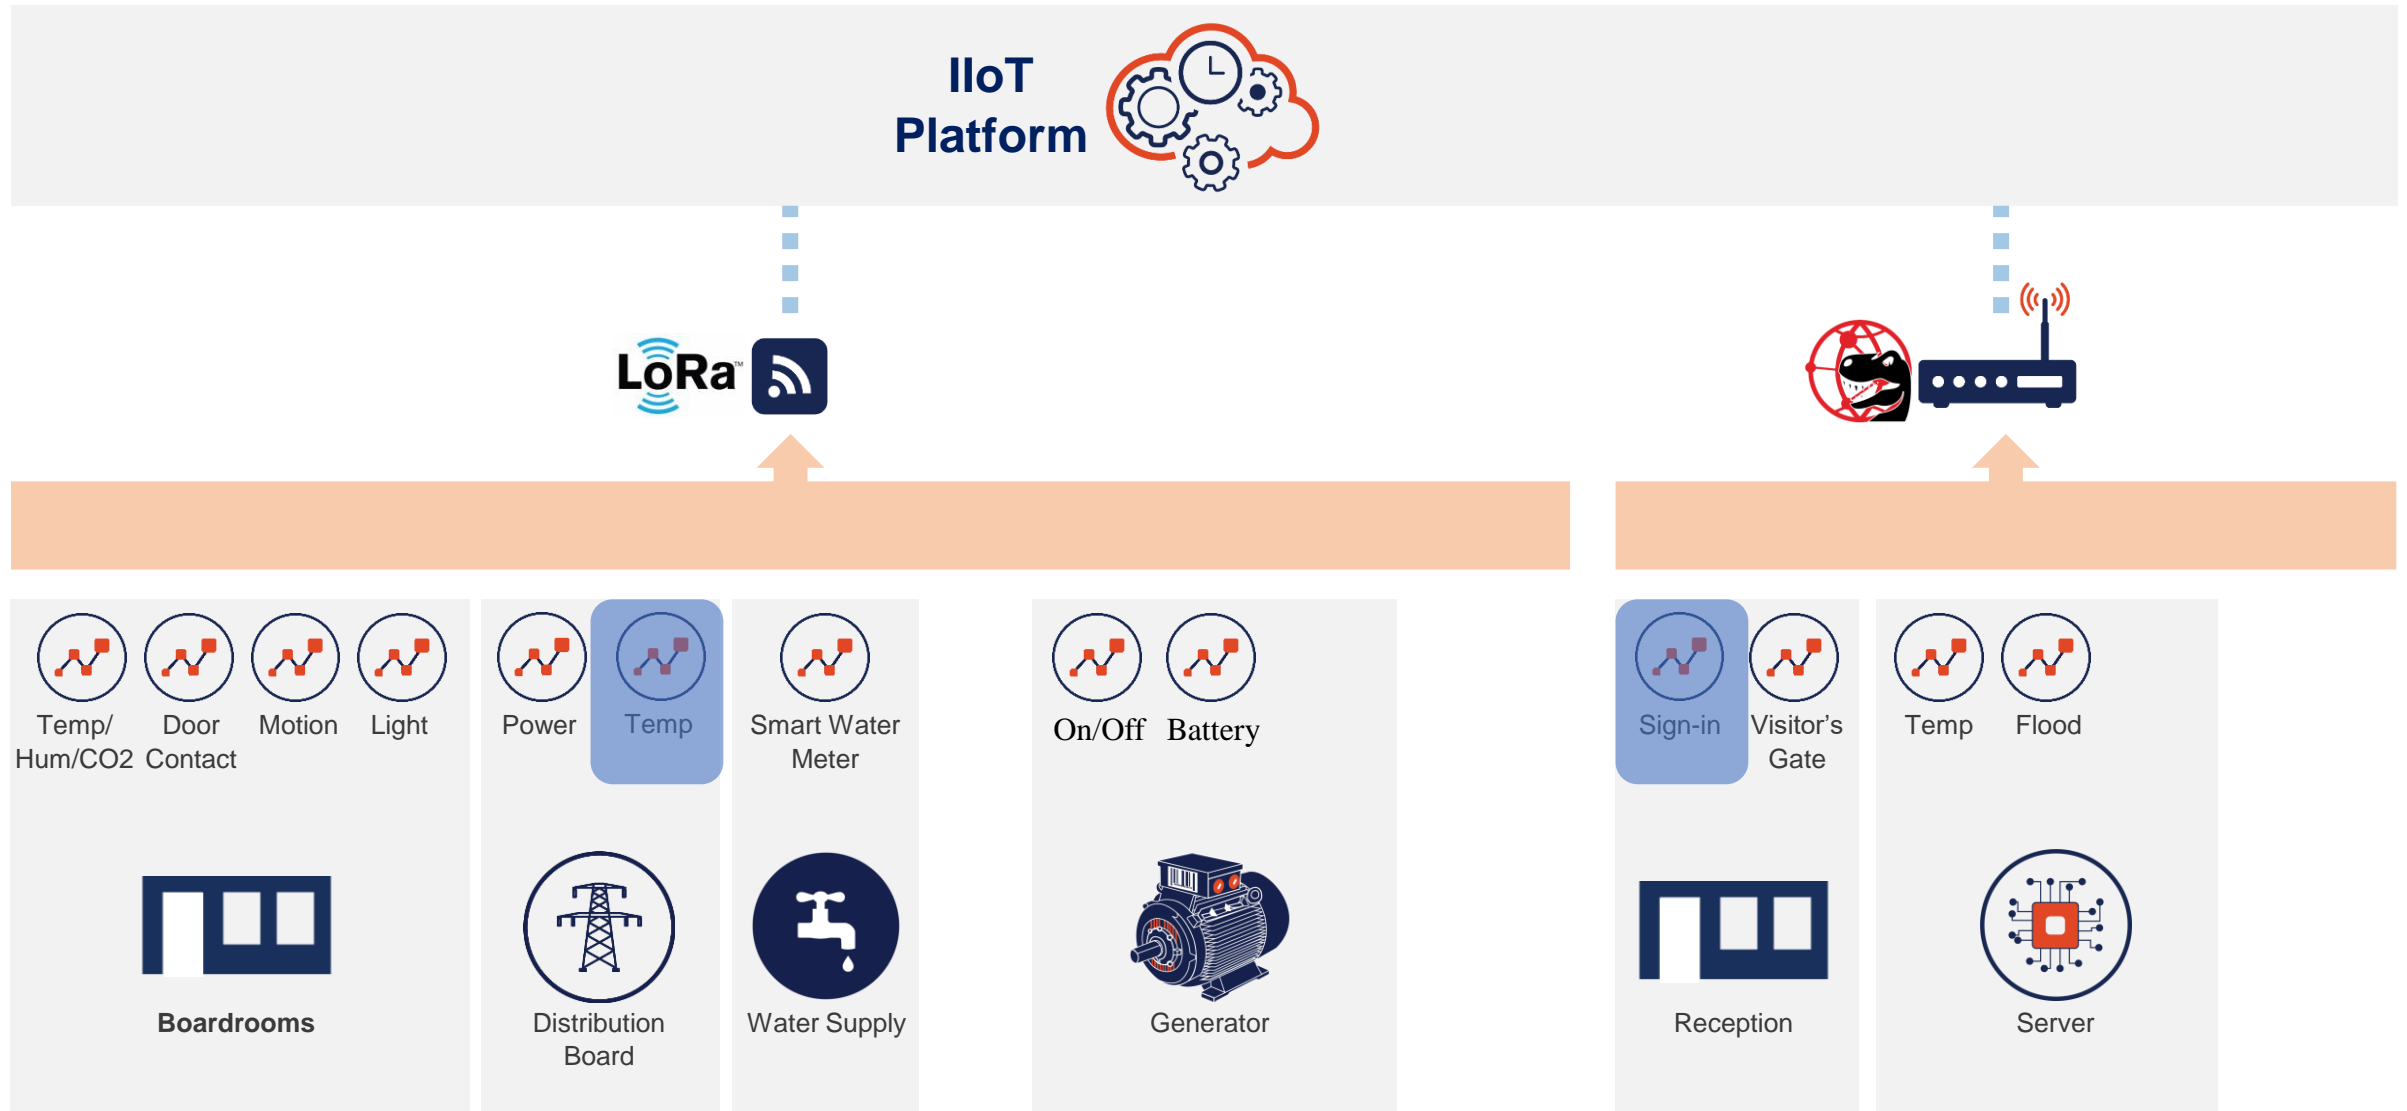 IIoT
Platform
LoRa™
Temp/
Hum/CO2
Door
Contact
Motion
Light
Power
Temp
Smart Water
Meter
On/Off
Battery
Sign-in
Visitor’s
Gate
Temp
Flood
Boardrooms
Distribution
Board
Water Supply
Generator
Reception
Server